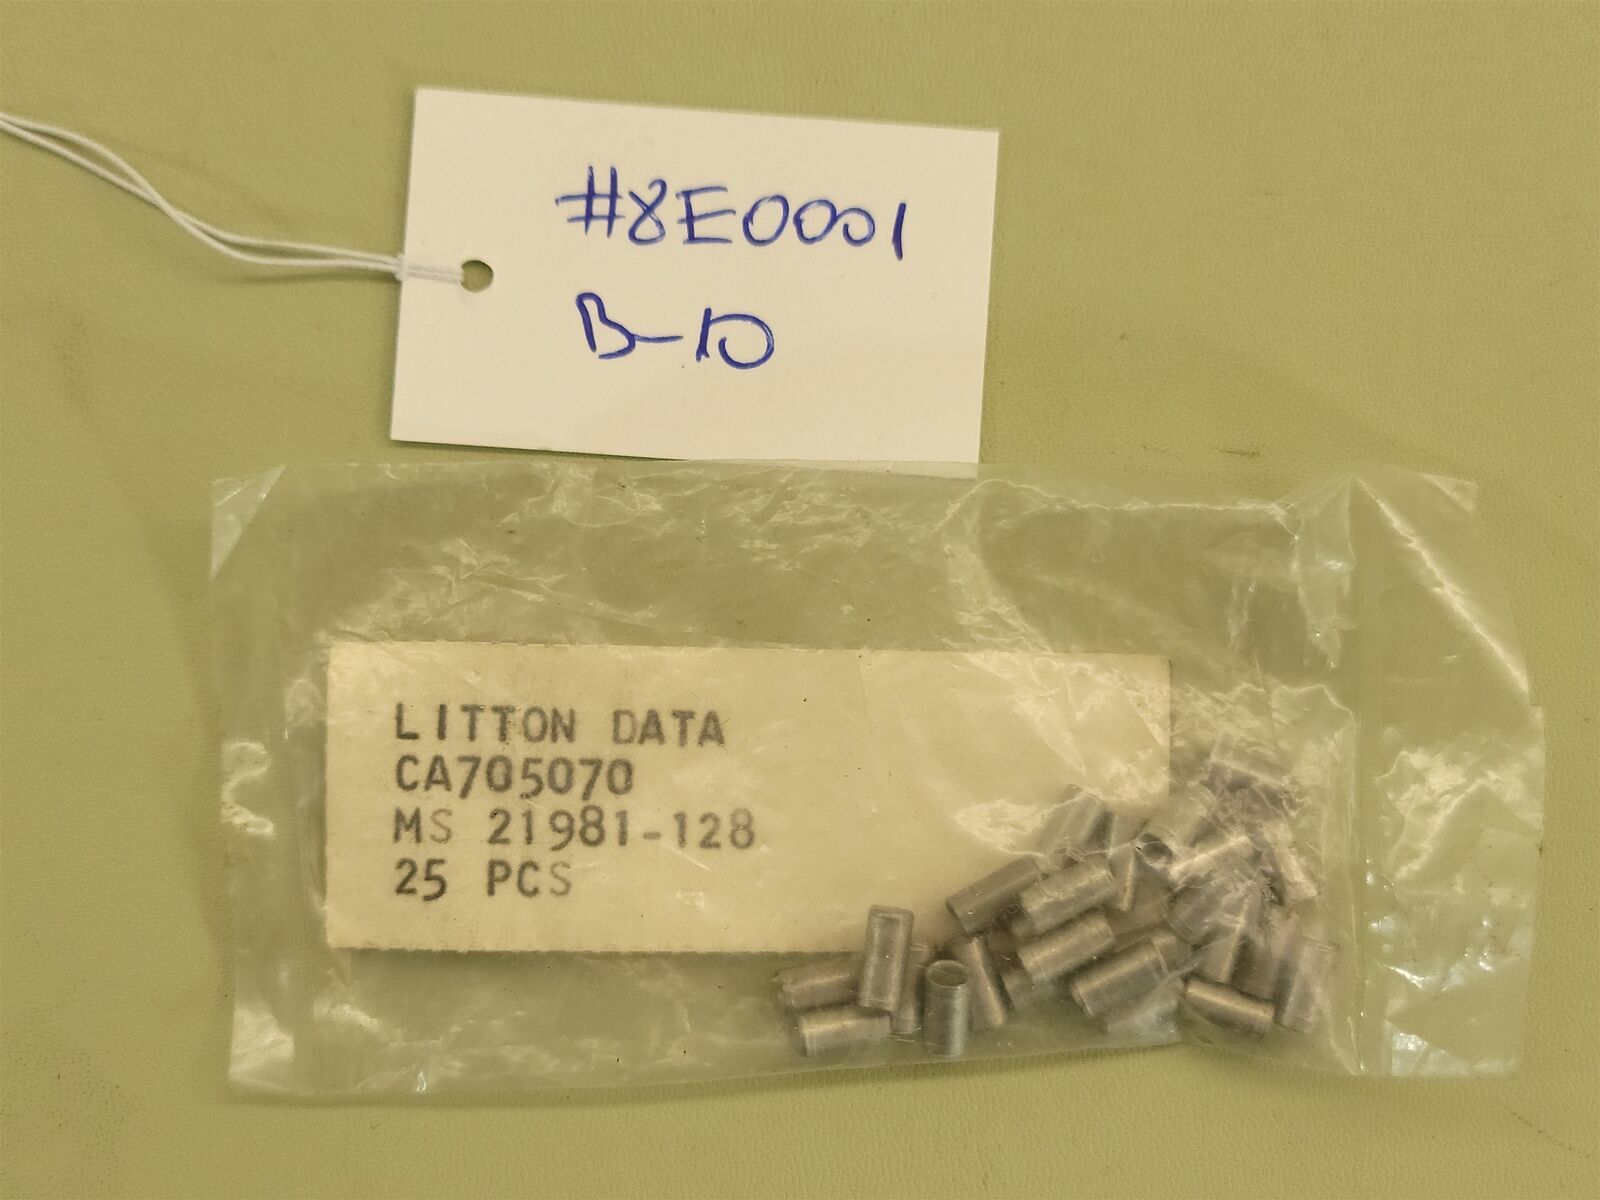 #8E0001
B-10
LITTON DATA
CA705070
MS 21981-128
25 PCS